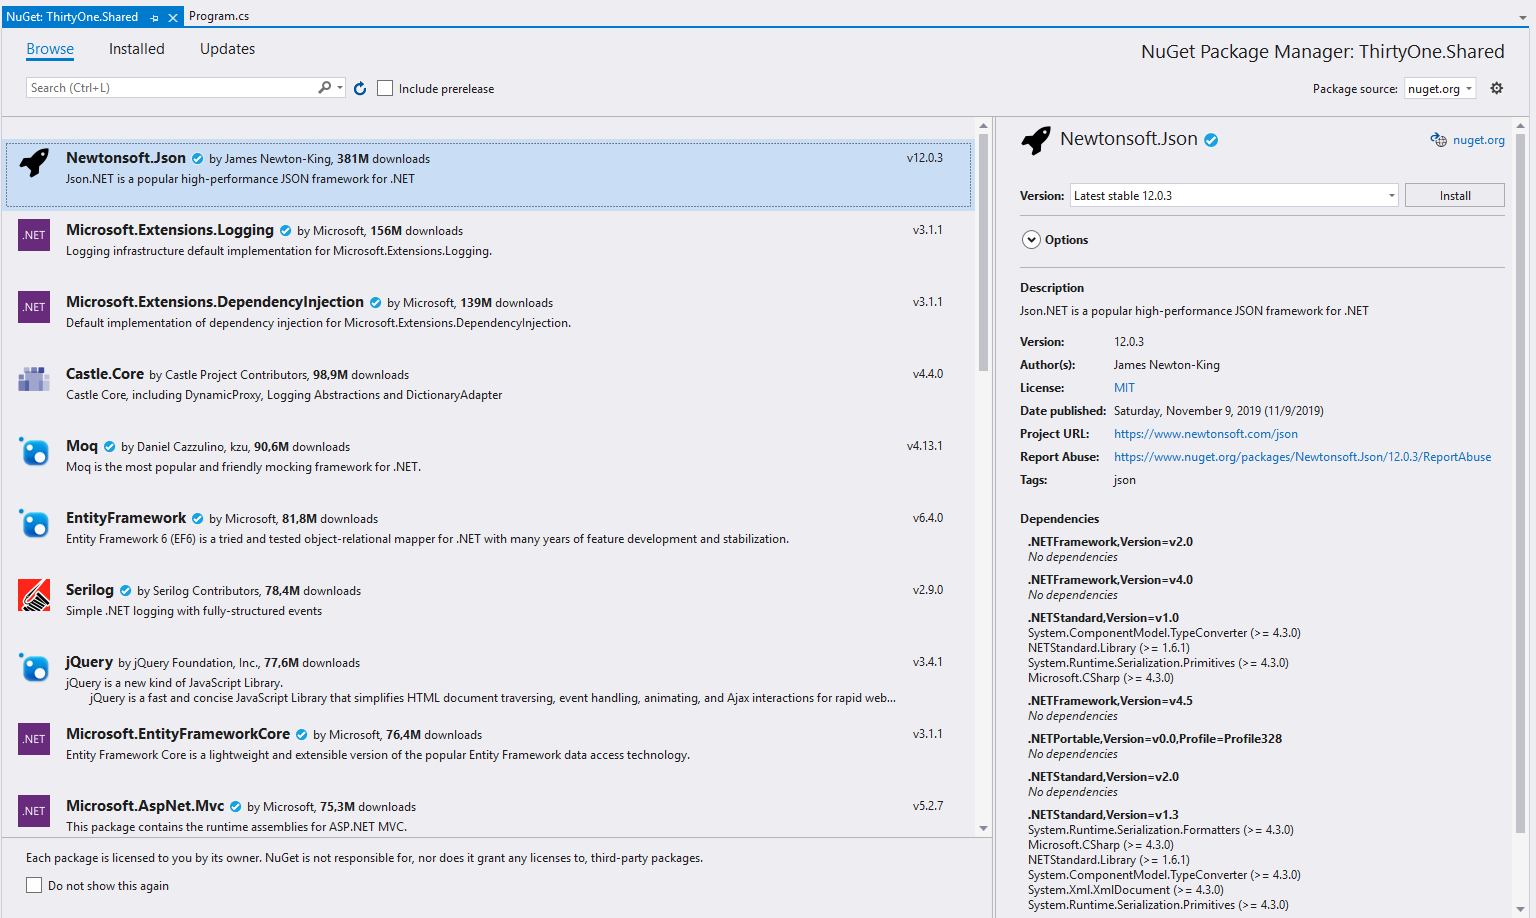 NuGet: ThirtyOne.Shared
Program.cs
Browse Installed Updates
NuGet Package Manager: ThirtyOne.Shared
Search (Ctrl+L)
Include prerelease
Package source: nuget.org
Newtonsoft.Json by James Newton-King, 381M downloads v12.0.3
Json.NET is a popular high-performance JSON framework for .NET
.NET
Microsoft.Extensions.Logging by Microsoft, 156M downloads v3.1.1
Logging infrastructure default implementation for Microsoft.Extensions.Logging.
.NET
Microsoft.Extensions.DependencyInjection by Microsoft, 139M downloads v3.1.1
Default implementation of dependency injection for Microsoft.Extensions.DependencyInjection.
Castle.Core by Castle Project Contributors, 98,9M downloads v4.4.0
Castle Core, including DynamicProxy, Logging Abstractions and DictionaryAdapter
Moq by Daniel Cazzulino, kzu, 90,6M downloads v4.13.1
Moq is the most popular and friendly mocking framework for .NET.
EntityFramework by Microsoft, 81,8M downloads v6.4.0
Entity Framework 6 (EF6) is a tried and tested object-relational mapper for .NET with many years of feature development and stabilization.
Serilog by Serilog Contributors, 78,4M downloads v2.9.0
Simple .NET logging with fully-structured events
jQuery by jQuery Foundation, Inc., 77,6M downloads v3.4.1
jQuery is a new kind of JavaScript Library.
jQuery is a fast and concise JavaScript Library that simplifies HTML document traversing, event handling, animating, and Ajax interactions for rapid web...
.NET
Microsoft.EntityFrameworkCore by Microsoft, 76,4M downloads v3.1.1
Entity Framework Core is a lightweight and extensible version of the popular Entity Framework data access technology.
.NET
Microsoft.AspNet.Mvc by Microsoft, 75,3M downloads v5.2.7
This package contains the runtime assemblies for ASP.NET MVC.
Each package is licensed to you by its owner. NuGet is not responsible for, nor does it grant any licenses to, third-party packages.
Do not show this again
Newtonsoft.Json nuget.org
Version: Latest stable 12.0.3 Install
Options
Description
Json.NET is a popular high-performance JSON framework for .NET
Version: 12.0.3
Author(s): James Newton-King
License: MIT
Date published: Saturday, November 9, 2019 (11/9/2019)
Project URL: https://www.newtonsoft.com/json
Report Abuse: https://www.nuget.org/packages/Newtonsoft.Json/12.0.3/ReportAbuse
Tags: json
Dependencies
.NETFramework,Version=v2.0
No dependencies
.NETFramework,Version=v4.0
No dependencies
.NETStandard,Version=v1.0
System.ComponentModel.TypeConverter (>= 4.3.0)
NETStandard.Library (>= 1.6.1)
System.Runtime.Serialization.Primitives (>= 4.3.0)
Microsoft.CSharp (>= 4.3.0)
.NETFramework,Version=v4.5
No dependencies
.NETPortable,Version=v0.0,Profile=Profile328
No dependencies
.NETStandard,Version=v2.0
No dependencies
.NETStandard,Version=v1.3
System.Runtime.Serialization.Formatters (>= 4.3.0)
Microsoft.CSharp (>= 4.3.0)
NETStandard.Library (>= 1.6.1)
System.ComponentModel.TypeConverter (>= 4.3.0)
System.Xml.XmlDocument (>= 4.3.0)
System.Runtime.Serialization.Primitives (>= 4.3.0)